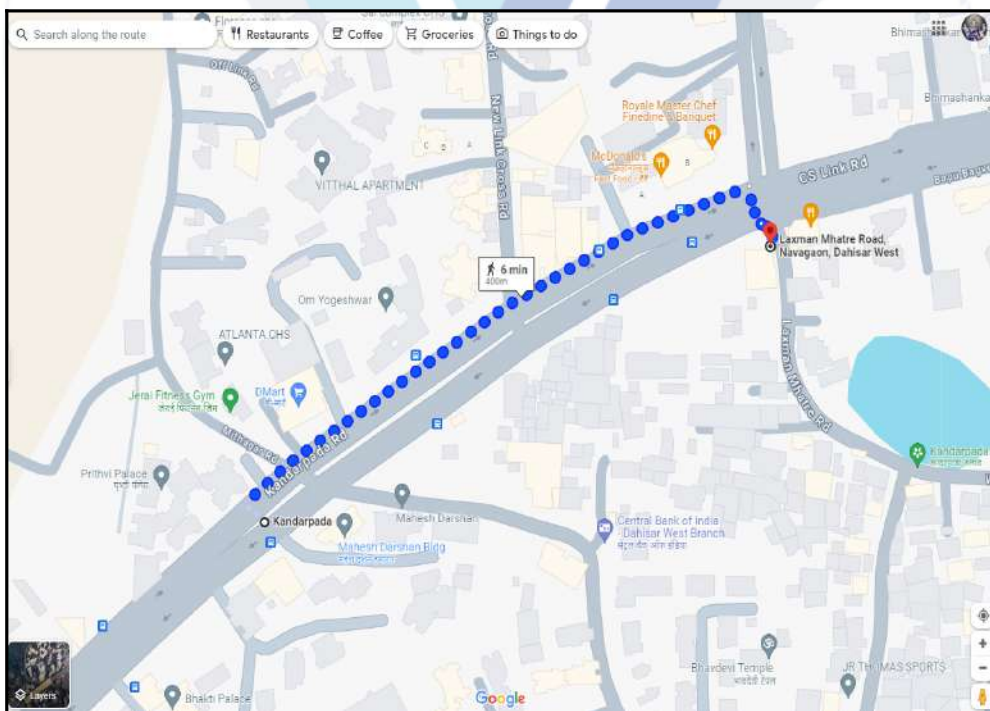 Search along the route
Restaurants
Coffee
Groceries
Things to do
Off Link Rd
New Link Cross Rd
Royale Master Chef
Finedine & Banquet
McDonald's
VITTHAL APARTMENT
C
D
A
B
A
CS Link Rd
Laxman Mhatre Road,
Navagaon, Dahisar West
6 min
400m
Om Yogeshwar
ATLANTA CHS
Jerai Fitness Gym
DMart
डी-मार्ट
Laxman Mhatre Rd
Kandarpada Rd
Prithvi Palace
पृथ्वी पॅलेस
Kandarpada
Kandarpada
Mahesh Darshan
Mahesh Darshan Bldg
Central Bank of India
- Dahisar West Branch
Bhavdevi Temple
JR THOMAS SPORTS
Bhakti Palace
Layers
Google